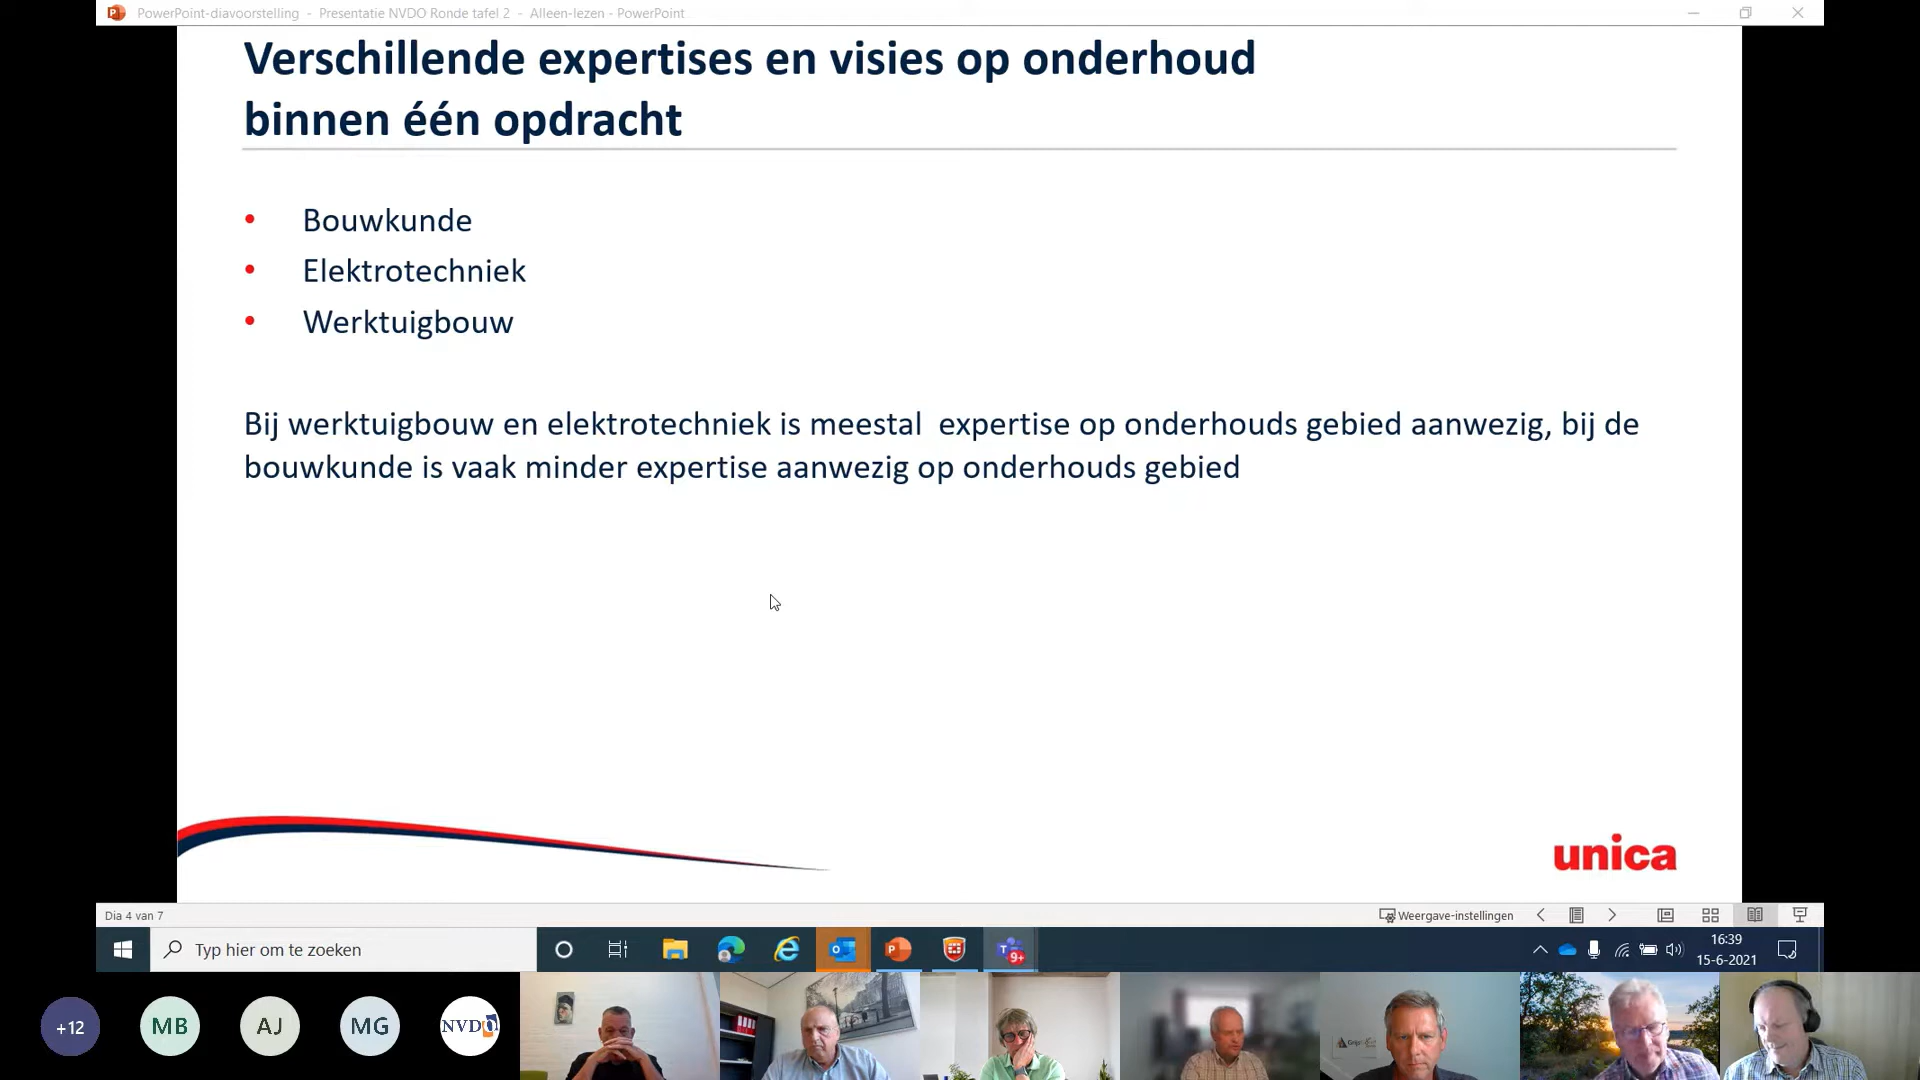 PowerPoint-diavoorstelling - Presentatie NVDO Ronde tafel 2 - Alleen-lezen - PowerPoint
Verschillende expertises en visies op onderhoud
binnen één opdracht
• Bouwkunde
• Elektrotechniek
• Werktuigbouw
Bij werktuigbouw en elektrotechniek is meestal expertise op onderhouds gebied aanwezig, bij de
bouwkunde is vaak minder expertise aanwezig op onderhouds gebied
unica
Dia 4 van 7
Weergave-instellingen
Typ hier om te zoeken
9+
16:39
15-6-2021
+12
MB
AJ
MG
NVDO